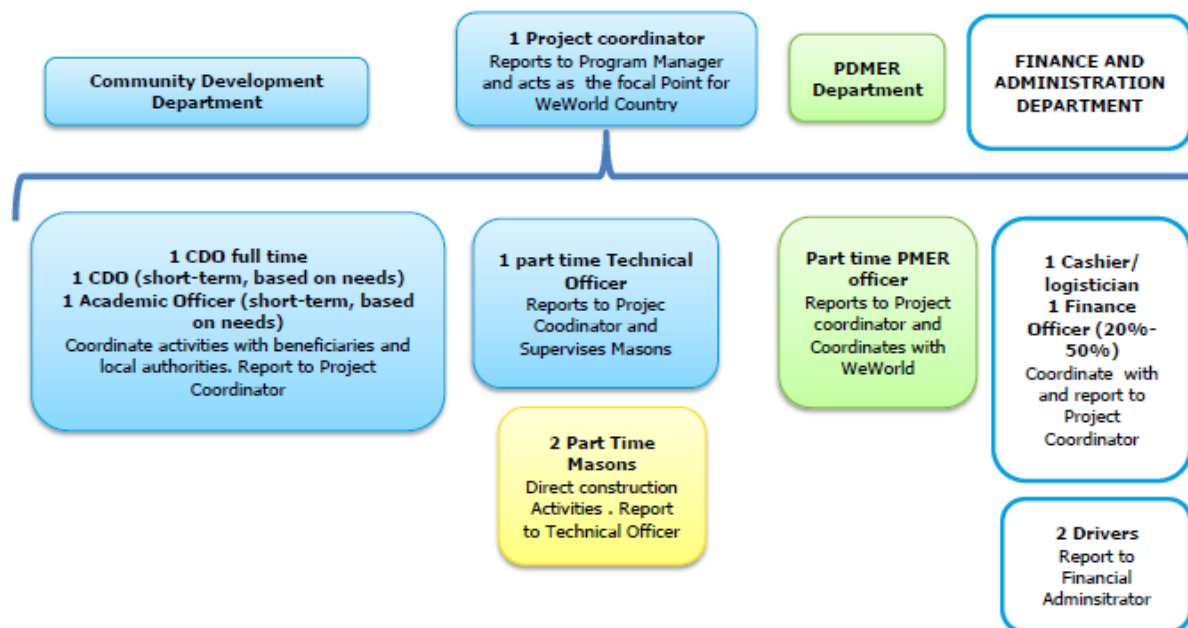 Community Development
Department
1 Project coordinator
Reports to Program Manager
and acts as the focal Point for
WeWorld Country
PDMER
Department
FINANCE AND
ADMINISTRATION
DEPARTMENT
1 CDO full time
1 CDO (short-term, based on needs)
1 Academic Officer (short-term, based
on needs)
Coordinate activities with beneficiaries and
local authorities. Report to Project
Coordinator
1 part time Technical
Officer
Reports to Projec
Coodinator and
Supervises Masons
2 Part Time
Masons
Direct construction
Activities . Report
to Technical Officer
Part time PMER
officer
Reports to Project
coordinator and
Coordinates with
WeWorld
1 Cashier/
logistician
1 Finance
Officer (20%-
50%)
Coordinate with
and report to
Project
Coordinator
2 Drivers
Report to
Financial
Adminsitrator